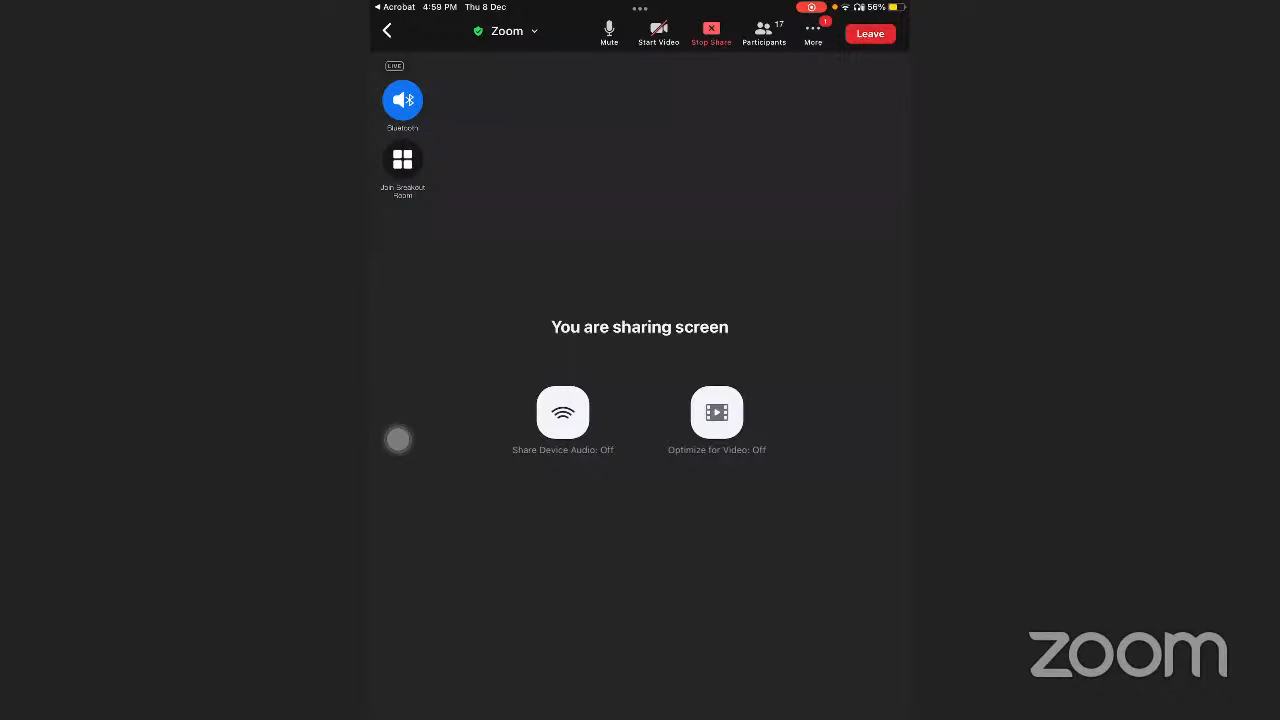 ◀ Acrobat 4:59 PM Thu 8 Dec 56%
Zoom
17
1
Mute Start Video Stop Share Participants More Leave
LIVE
Bluetooth
Join Breakout
Room
You are sharing screen
Share Device Audio: Off Optimize for Video: Off
zoom